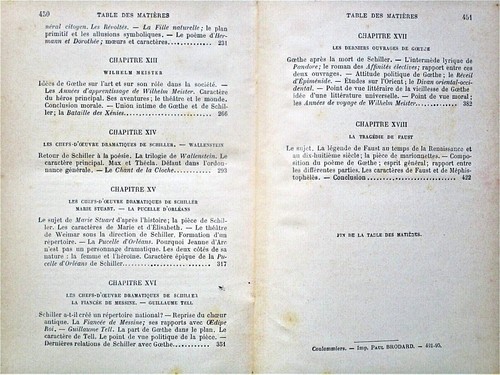 450 TABLE DES MATIÈRES
néral citoyen. Les Révoltés. — La Fille naturelle; le plan
primitif et les allusions symboliques. — Le poème d'Her-
mann et Dorothée; mœurs et caractères. 231
CHAPITRE XIII
WILHELM MEISTER
Idées de Gœthe sur l'art et sur son rôle dans la société. —
Les Années d'apprentissage de Wilhelm Meister. Caractère
du héros principal. Ses aventures; le théâtre et le monde.
Conclusion morale. — Union intime de Gœthe et de Schil-
ler; la Bataille des Xénies. 266
CHAPITRE XIV
LES CHEFS-D'ŒUVRE DRAMATIQUES DE SCHILLER. — WALLENSTEIN
Retour de Schiller à la poésie. La trilogie de Wallenstein. Le
caractère principal. Max et Thécla. Défaut dans l'ordon-
nance générale. — Le Chant de la Cloche. 293
CHAPITRE XV
LES CHEFS-D'ŒUVRE DRAMATIQUES DE SCHILLER
MARIE STUART. — LA PUCELLE D'ORLÉANS
Le sujet de Marie Stuart d'après l'histoire; la pièce de Schil-
ler. Les caractères de Marie et d'Élisabeth. — Le théâtre
de Weimar sous la direction de Schiller. Formation d'un
répertoire. — La Pucelle d'Orléans. Pourquoi Jeanne d'Arc
n'est pas un personnage dramatique. Les deux côtés de sa
nature : la femme et l'héroïne. Caractère épique de la Pu-
celle d'Orléans de Schiller. 317
CHAPITRE XVI
LES CHEFS-D'ŒUVRE DRAMATIQUES DE SCHILLER
LA FIANCÉE DE MESSINE. — GUILLAUME TELL
Schiller a-t-il créé un répertoire national? — Reprise du chœur
antique. La Fiancée de Messine; ses rapports avec Œdipe
Roi. — Guillaume Tell. La part de Gœthe dans le plan. Le
caractère de Tell. Le point de vue politique de la pièce. —
Dernières relations de Schiller avec Gœthe. 351
TABLE DES MATIÈRES 451
CHAPITRE XVII
LES DERNIERS OUVRAGES DE GŒTHE
Gœthe après la mort de Schiller. — L'intermède lyrique de
Pandore; le roman des Affinités électives; rapport entre ces
deux ouvrages. — Attitude politique de Gœthe; le Réveil
d'Épiménide. — Études sur l'Orient; le Divan oriental-occi-
dental. — Point de vue littéraire de la vieillesse de Gœthe
idée d'une littérature universelle. — Point de vue moral;
les Années de voyage de Wilhelm Meister. 382
CHAPITRE XVIII
LA TRAGÉDIE DE FAUST
Le sujet. La légende de Faust au temps de la Renaissance et
au dix-huitième siècle; la pièce de marionnettes. — Compo-
sition du poème de Gœthe; esprit général; rapport entre
les différentes parties. Les caractères de Faust et de Méphis-
tophélès. — Conclusion. 422
FIN DE LA TABLE DES MATIÈRES.
Coulommiers. — Imp. PAUL BRODARD. — 421-95.